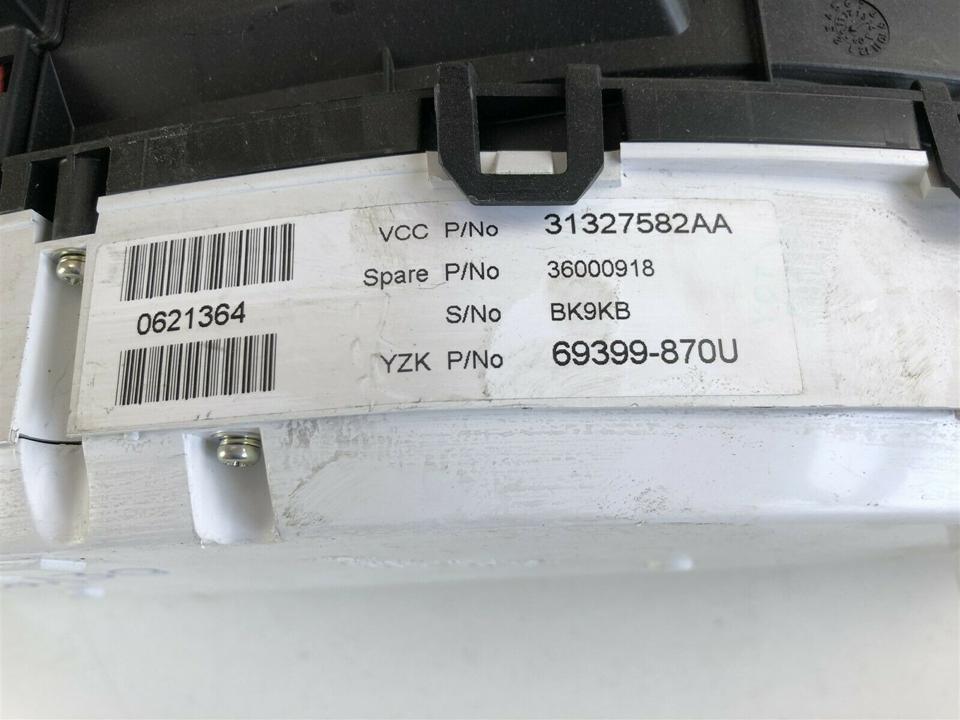 VCC P/No 31327582AA
Spare P/No 36000918
0621364
S/No BK9KB
YZK P/No 69399-870U